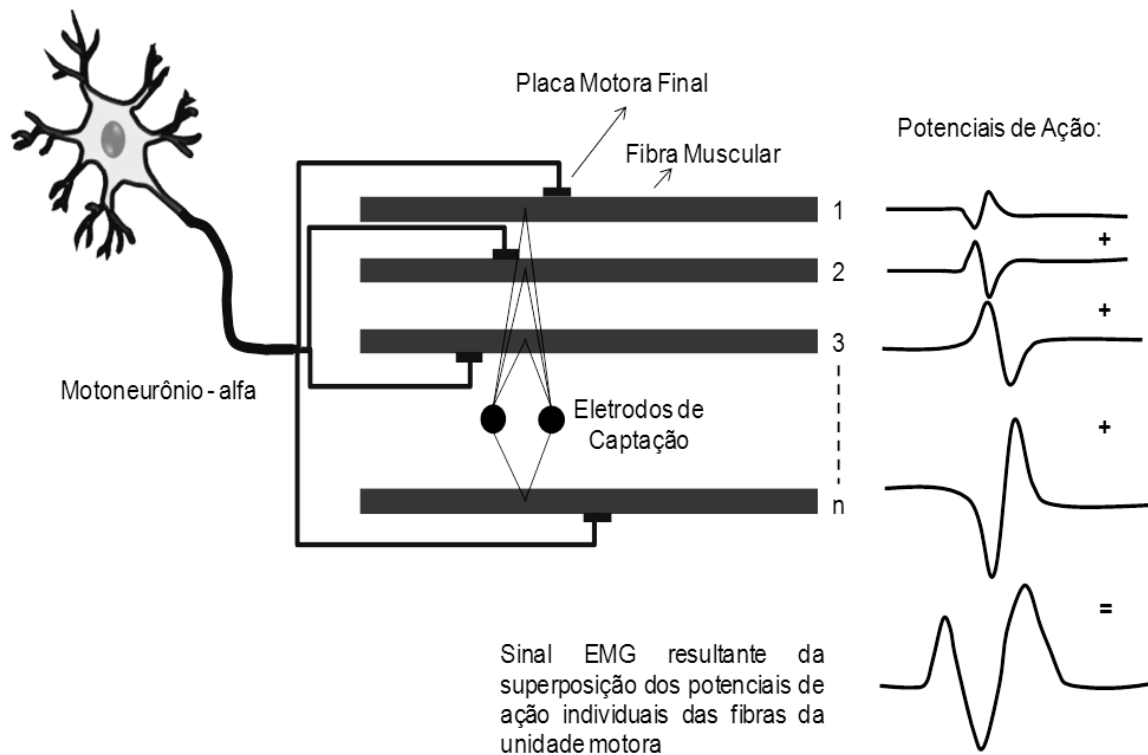 Placa Motora Final
Fibra Muscular
Potenciais de Ação:
1
+
2
+
3
Motoneurônio - alfa
Eletrodos de
Captação
+
n
=
Sinal EMG resultante da
superposição dos potenciais de
ação individuais das fibras da
unidade motora